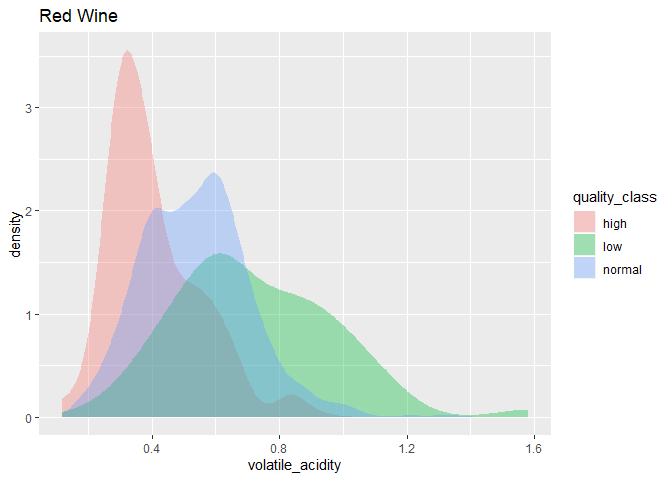 Red Wine
density
3
2
1
0
0.4
0.8
1.2
1.6
volatile_acidity
quality_class
high
low
normal